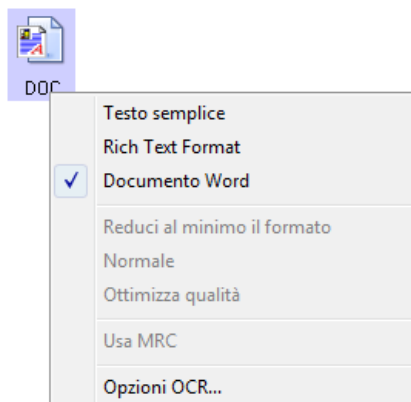 DOC
Testo semplice
Rich Text Format
Documento Word
Reduci al minimo il formato
Normale
Ottimizza qualità
Usa MRC
Opzioni OCR...